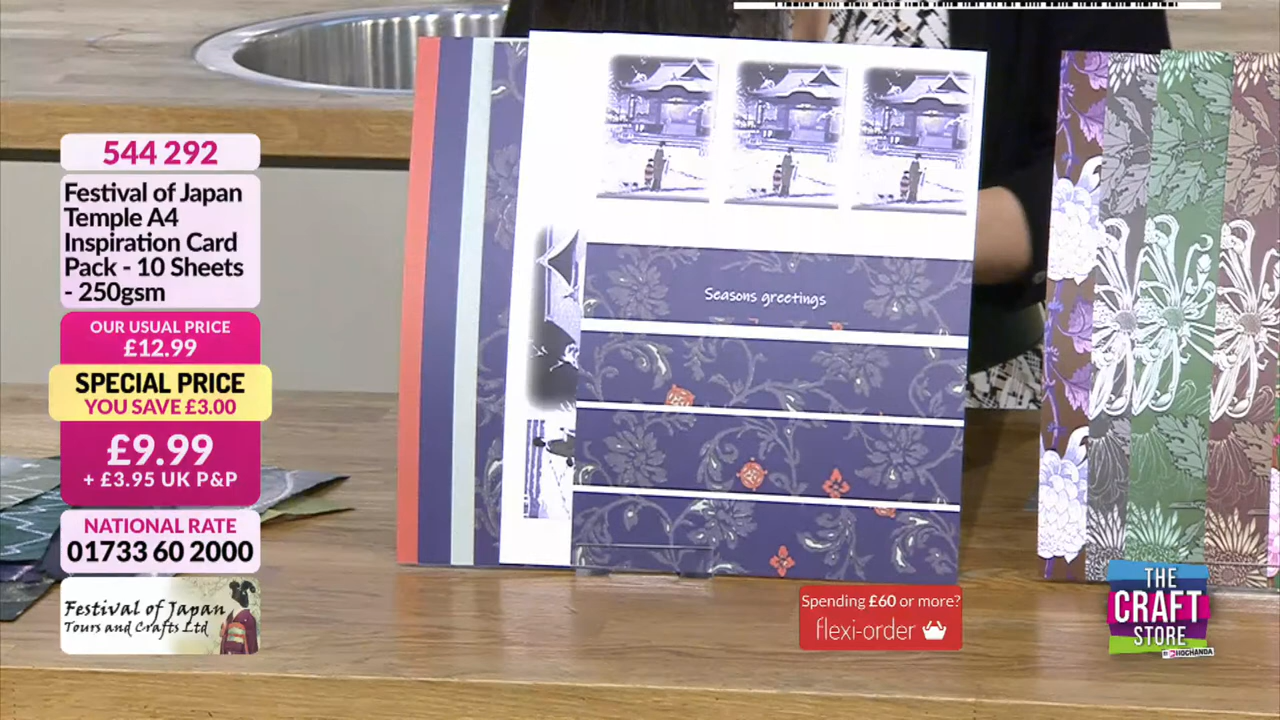 544 292
Festival of Japan
Temple A4
Inspiration Card
Pack - 10 Sheets
- 250gsm
OUR USUAL PRICE
£12.99
SPECIAL PRICE
YOU SAVE £3.00
£9.99
+ £3.95 UK P&P
NATIONAL RATE
01733 60 2000
Festival of Japan
Tours and Crafts Ltd
Seasons greetings
Spending £60 or more?
flexi-order
THE
CRAFT
STORE
BY HOCHANDA